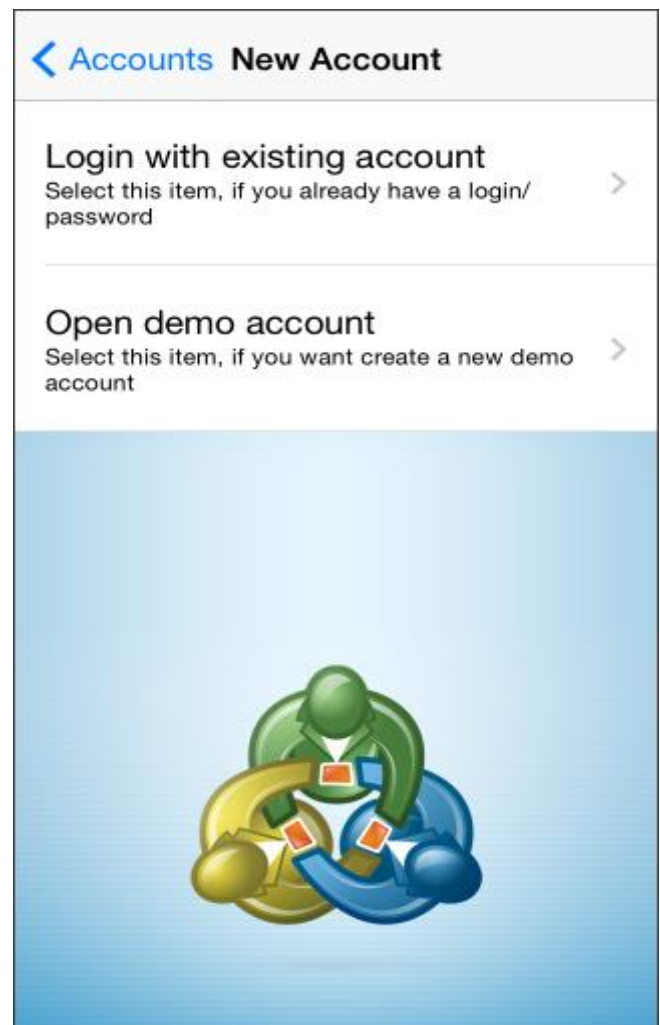 Accounts New Account
Login with existing account
Select this item, if you already have a login/
password
Open demo account
Select this item, if you want create a new demo
account